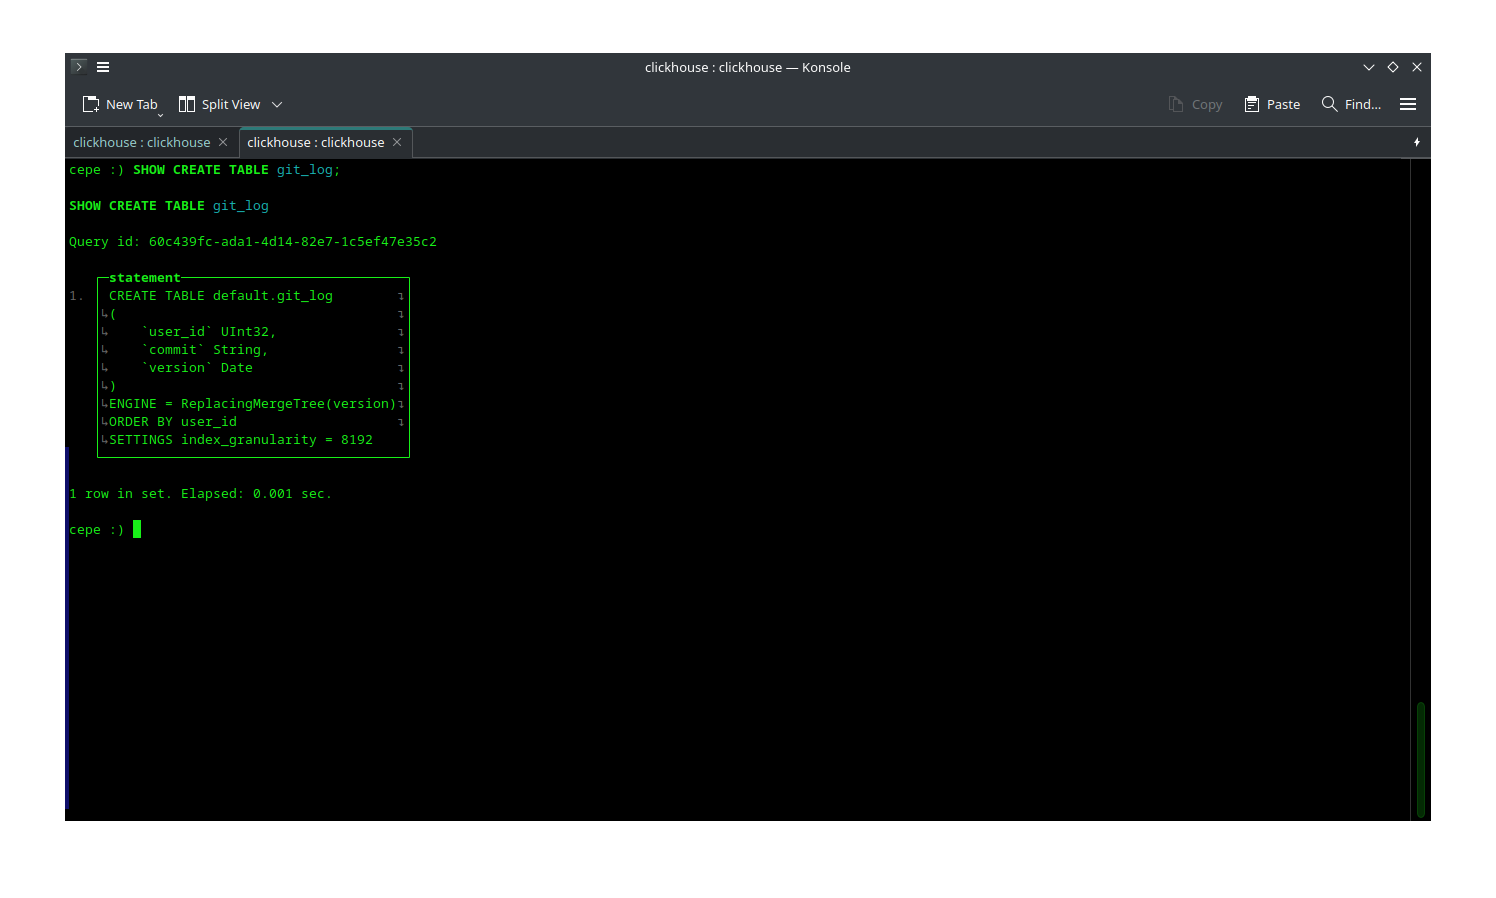 clickhouse : clickhouse — Konsole
New Tab Split View Copy Paste Find...
clickhouse : clickhouse clickhouse : clickhouse
cepe :) SHOW CREATE TABLE git_log;
SHOW CREATE TABLE git_log
Query id: 60c439fc-ada1-4d14-82e7-1c5ef47e35c2
statement
1. CREATE TABLE default.git_log ↴
↳( ↴
↳    `user_id` UInt32, ↴
↳    `commit` String, ↴
↳    `version` Date ↴
↳) ↴
↳ENGINE = ReplacingMergeTree(version)↴
↳ORDER BY user_id ↴
↳SETTINGS index_granularity = 8192
1 row in set. Elapsed: 0.001 sec.
cepe :)